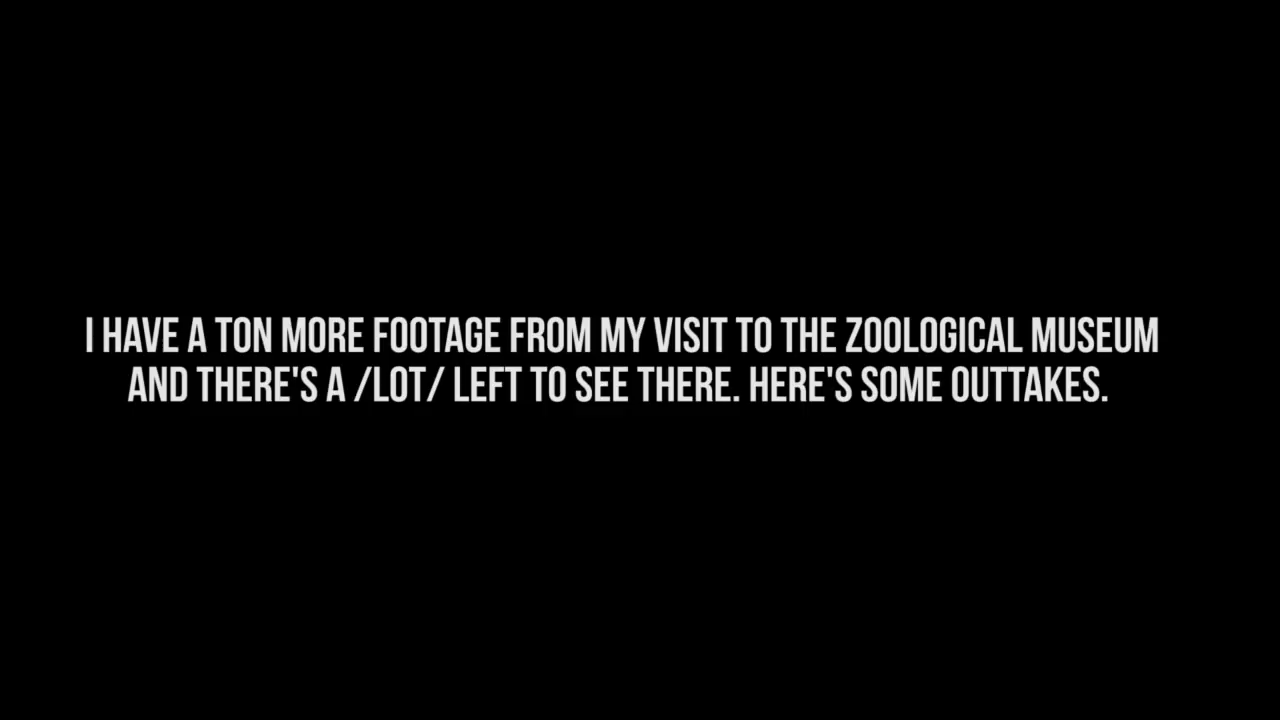 I HAVE A TON MORE FOOTAGE FROM MY VISIT TO THE ZOOLOGICAL MUSEUM
AND THERE'S A /LOT/ LEFT TO SEE THERE. HERE'S SOME OUTTAKES.